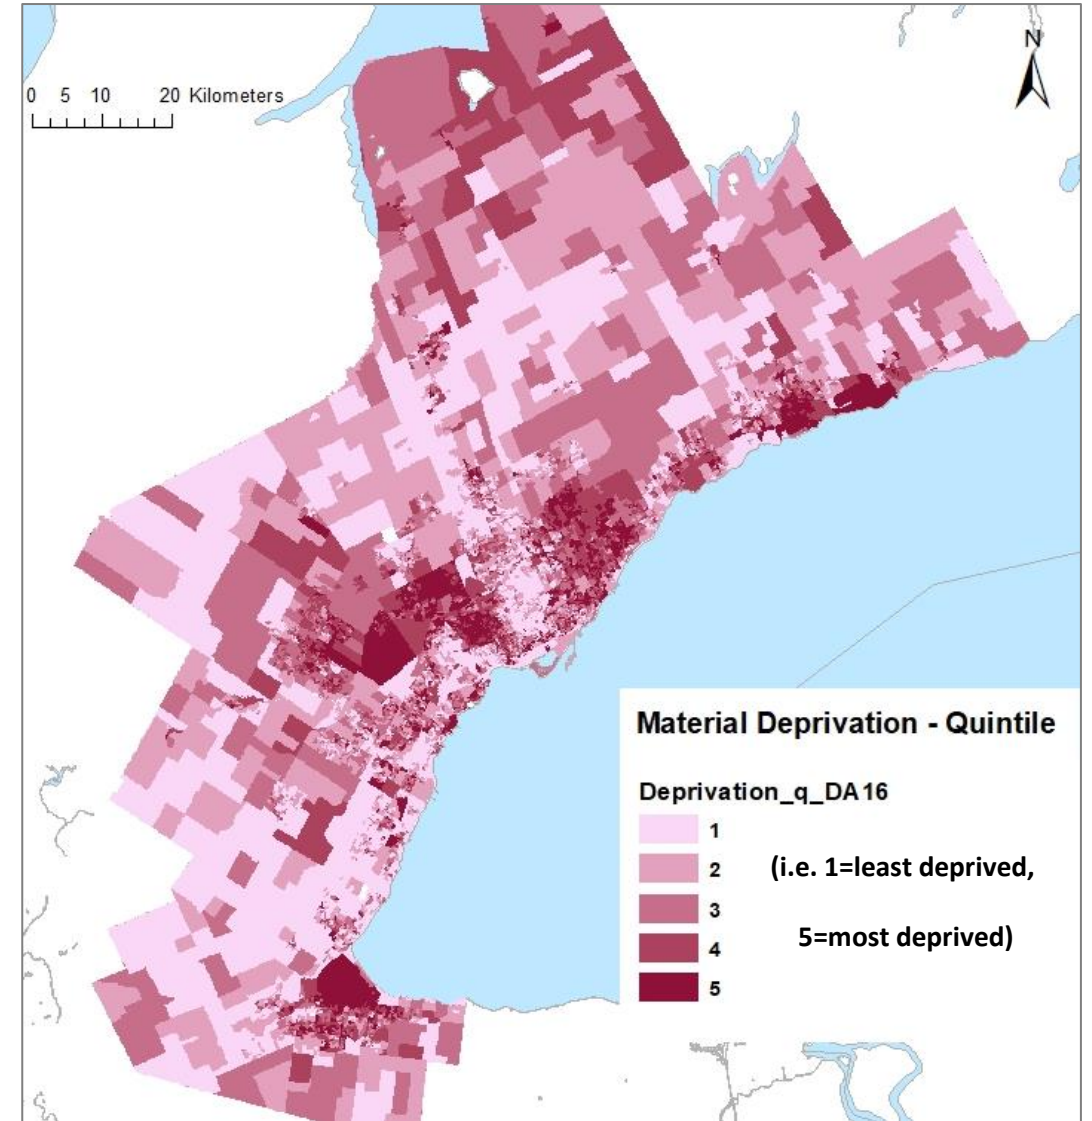 N
0 5 10 20 Kilometers
Material Deprivation - Quintile
Deprivation_q_DA16
1
2 (i.e. 1=least deprived,
3
5=most deprived)
4
5